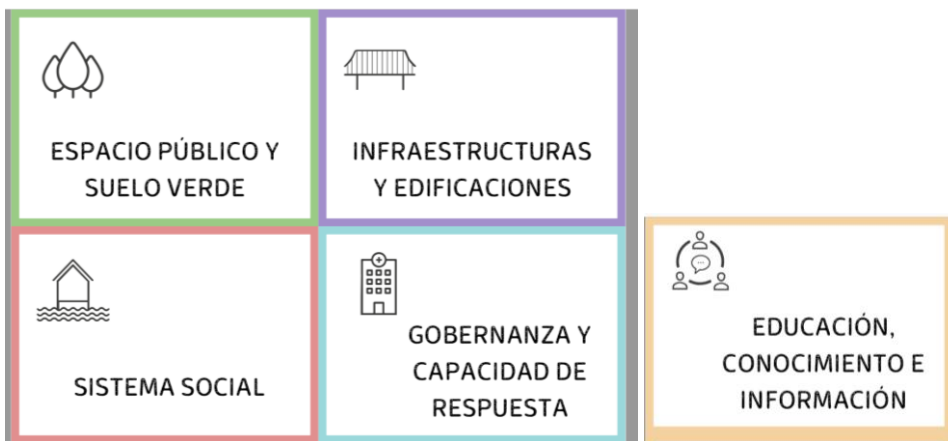 ESPACIO PÚBLICO Y
SUELO VERDE
INFRAESTRUCTURAS
Y EDIFICACIONES
SISTEMA SOCIAL
GOBERNANZA Y
CAPACIDAD DE
RESPUESTA
EDUCACIÓN,
CONOCIMIENTO E
INFORMACIÓN